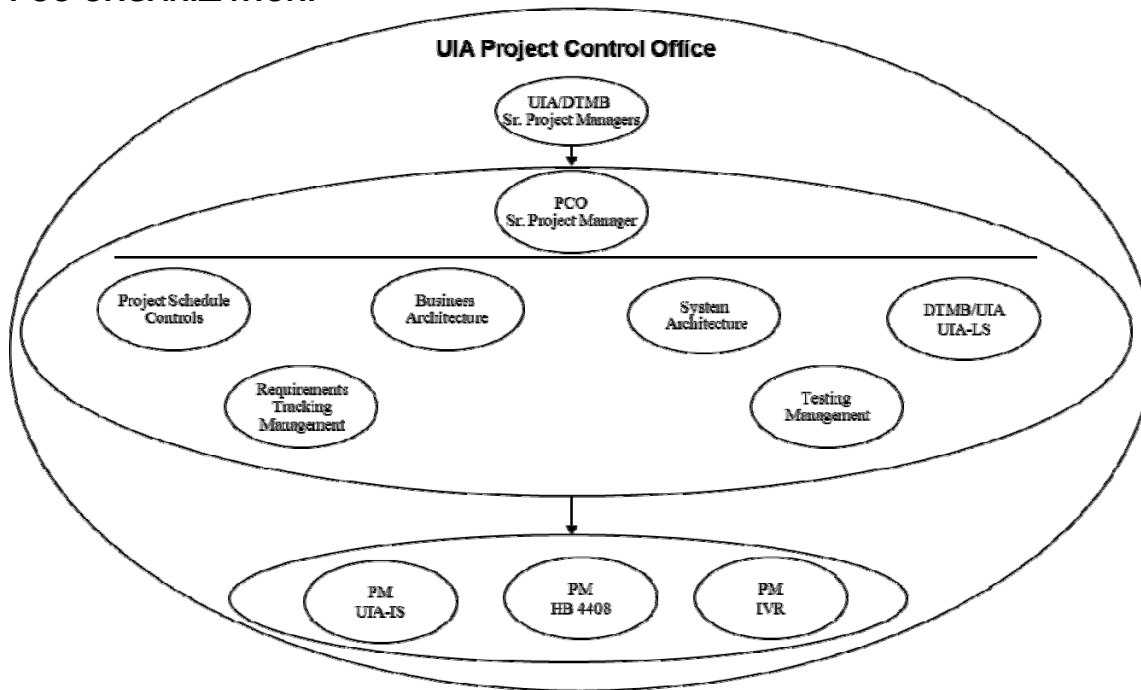 UIA Project Control Office
UIA/DTMB
Sr. Project Managers
PCO
Sr. Project Manager
Project Schedule
Controls
Business
Architecture
System
Architecture
DTMB/UIA
UIA-LS
Requirements
Tracking
Management
Testing
Management
PM
UIA-IS
PM
HB 4408
PM
IVR